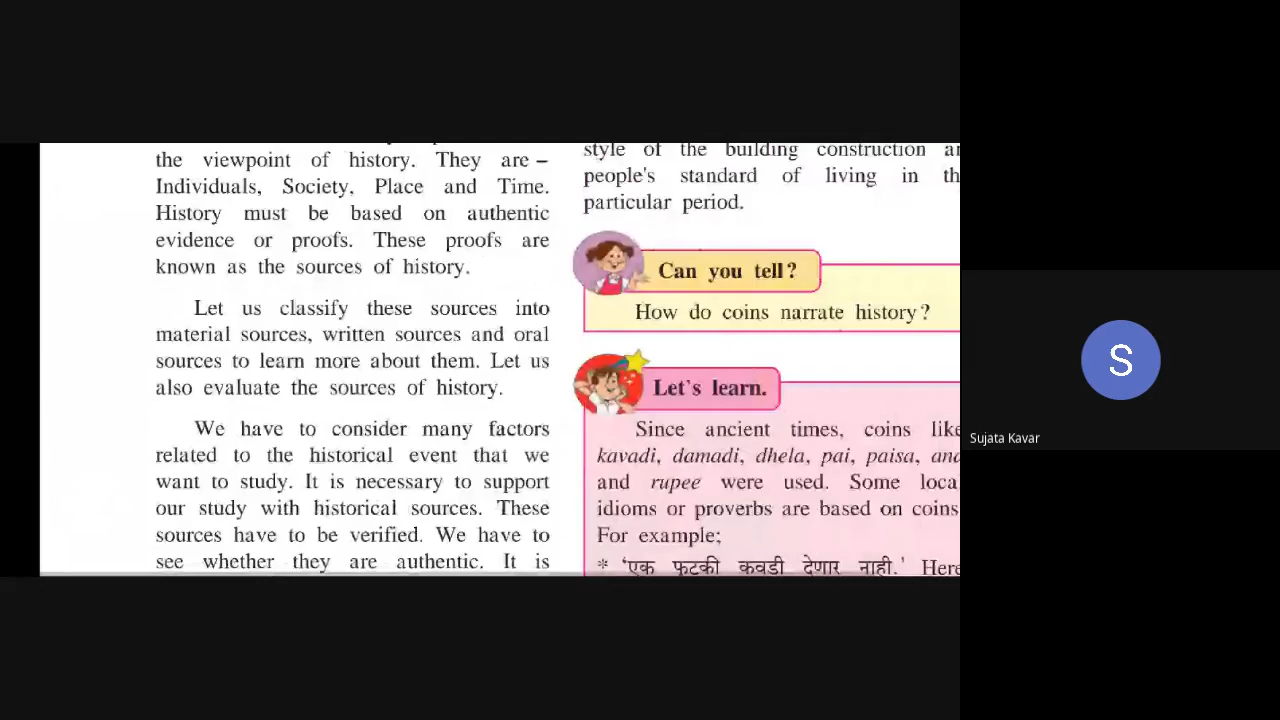 the viewpoint of history. They are –
Individuals, Society, Place and Time.
History must be based on authentic
evidence or proofs. These proofs are
known as the sources of history.
Let us classify these sources into
material sources, written sources and oral
sources to learn more about them. Let us
also evaluate the sources of history.
We have to consider many factors
related to the historical event that we
want to study. It is necessary to support
our study with historical sources. These
sources have to be verified. We have to
see whether they are authentic. It is
style of the building construction
people's standard of living in
particular period.
Can you tell?
How do coins narrate history?
Let's learn.
Since ancient times, coins like
kavadi, damadi, dhela, pai, paisa,
and rupee were used. Some
idioms or proverbs are based on coins
For example;
* 'एक फुटकी कवडी देणार नाही.' Here
S
Sujata Kavar